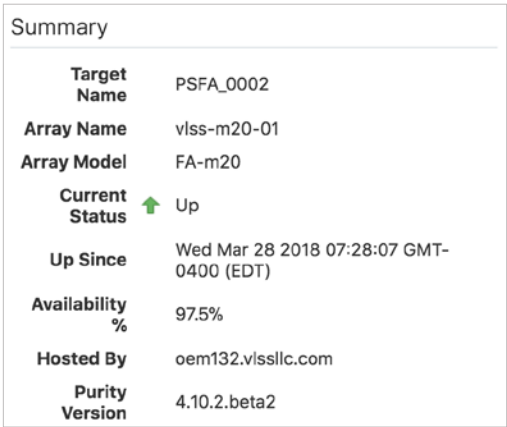 Summary
Target
Name
PSFA_0002
Array Name
vlss-m20-01
Array Model
FA-m20
Current
Status
Up
Up Since
Wed Mar 28 2018 07:28:07 GMT-
0400 (EDT)
Availability
%
97.5%
Hosted By
oem132.vlssllc.com
Purity
Version
4.10.2.beta2